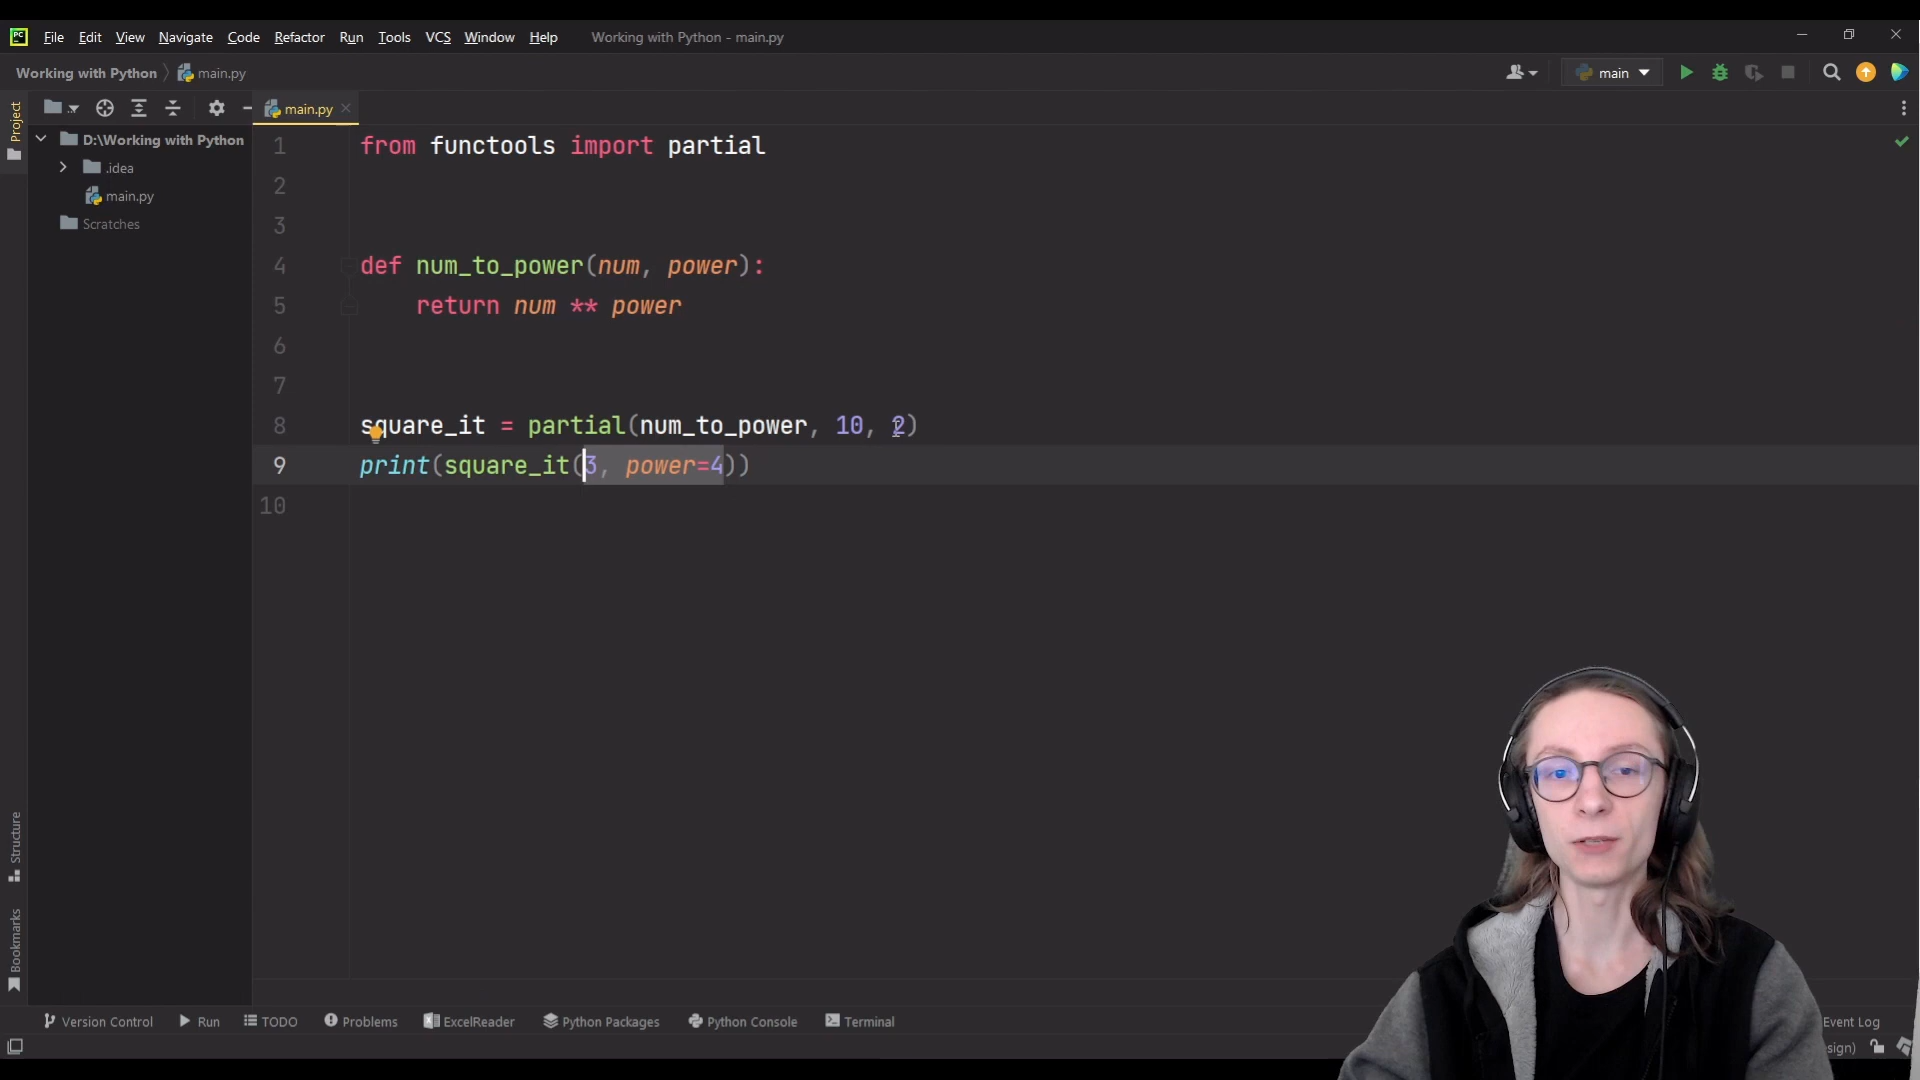 PC File Edit View Navigate Code Refactor Run Tools VCS Window Help Working with Python - main.py
Working with Python main.py main
Project main.py
D:\Working with Python
.idea
main.py
Scratches
1 from functools import partial
2
3
4 def num_to_power(num, power):
5 return num ** power
6
7
8 square_it = partial(num_to_power, 10, 2)
9 print(square_it(3, power=4))
10
Structure
Bookmarks
Version Control Run TODO Problems ExcelReader Python Packages Python Console Terminal Event Log
esign)